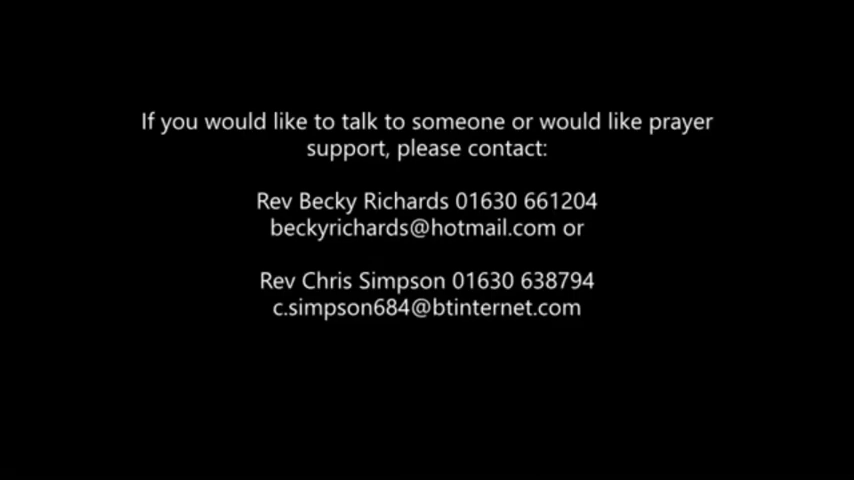 If you would like to talk to someone or would like prayer
support, please contact:
Rev Becky Richards 01630 661204
beckyrichards@hotmail.com or
Rev Chris Simpson 01630 638794
c.simpson684@btinternet.com